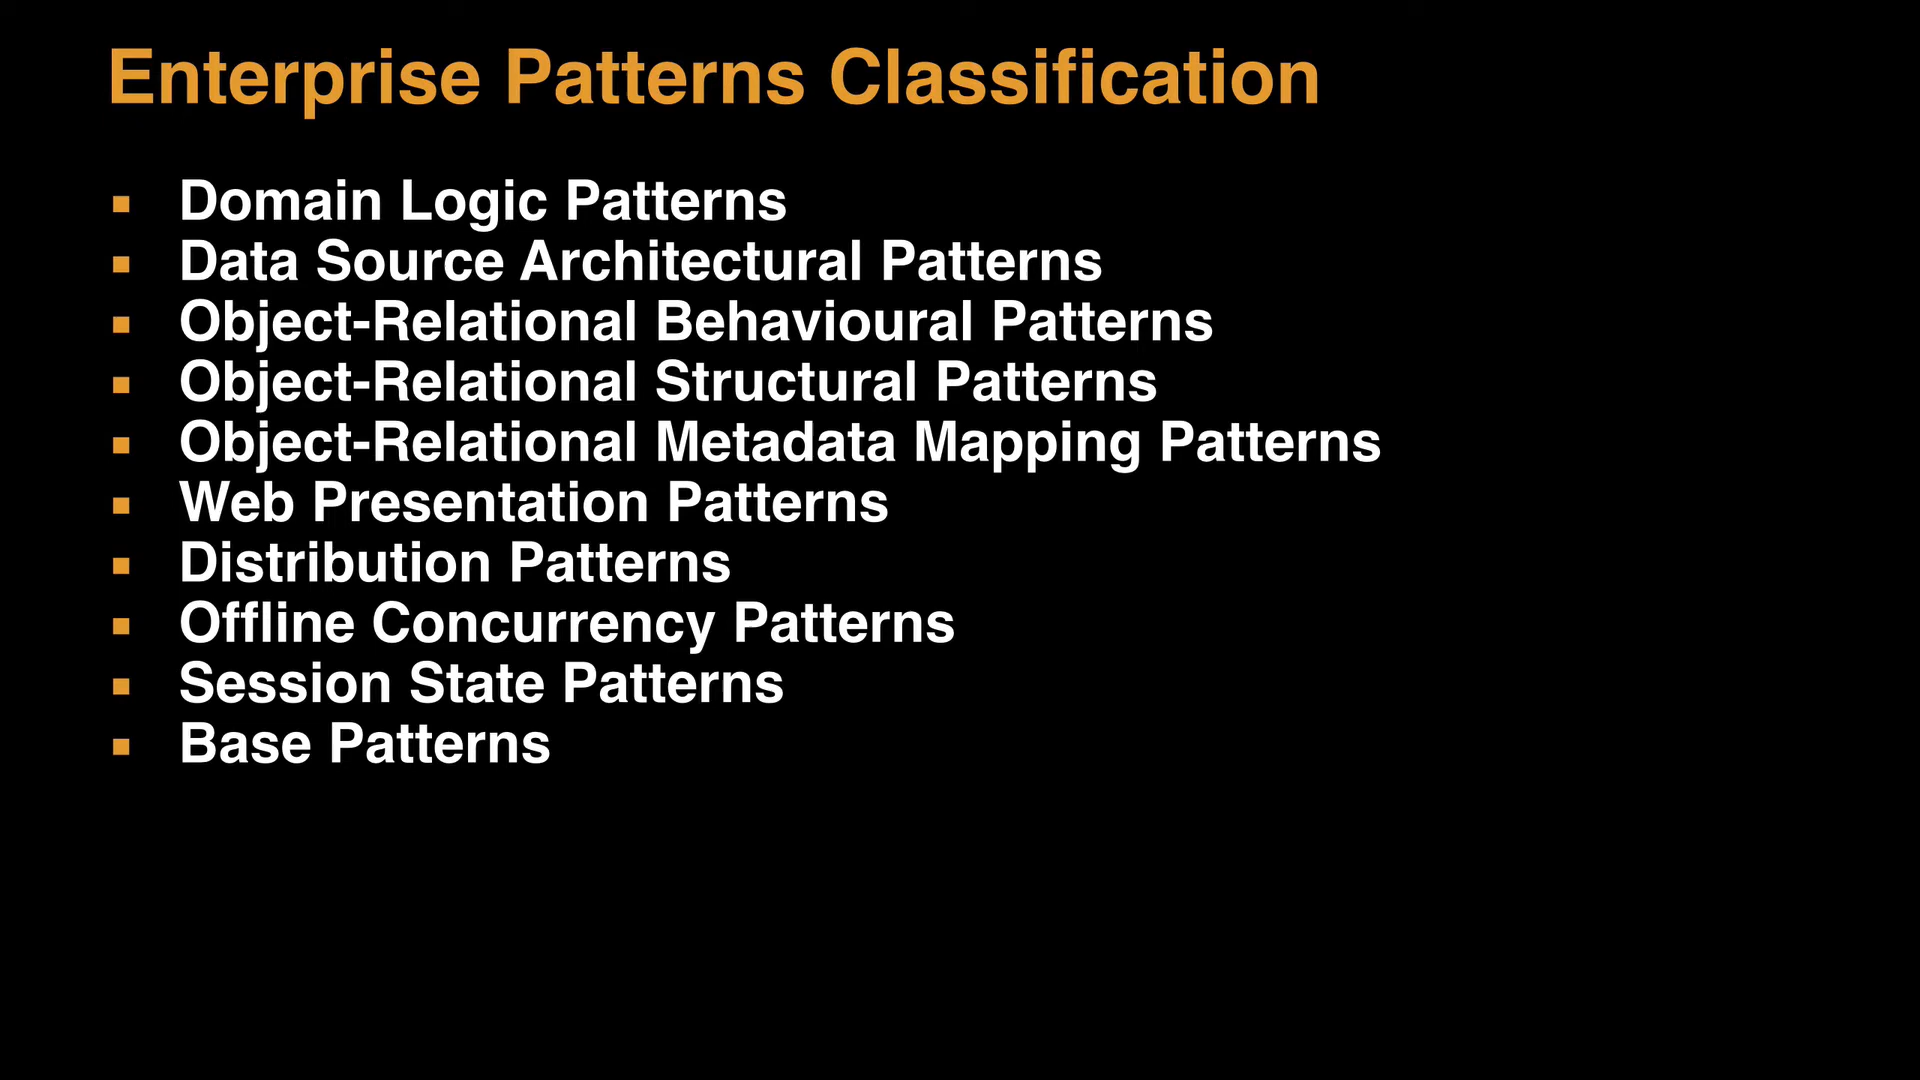 Enterprise Patterns Classification
▪ Domain Logic Patterns
▪ Data Source Architectural Patterns
▪ Object-Relational Behavioural Patterns
▪ Object-Relational Structural Patterns
▪ Object-Relational Metadata Mapping Patterns
▪ Web Presentation Patterns
▪ Distribution Patterns
▪ Offline Concurrency Patterns
▪ Session State Patterns
▪ Base Patterns